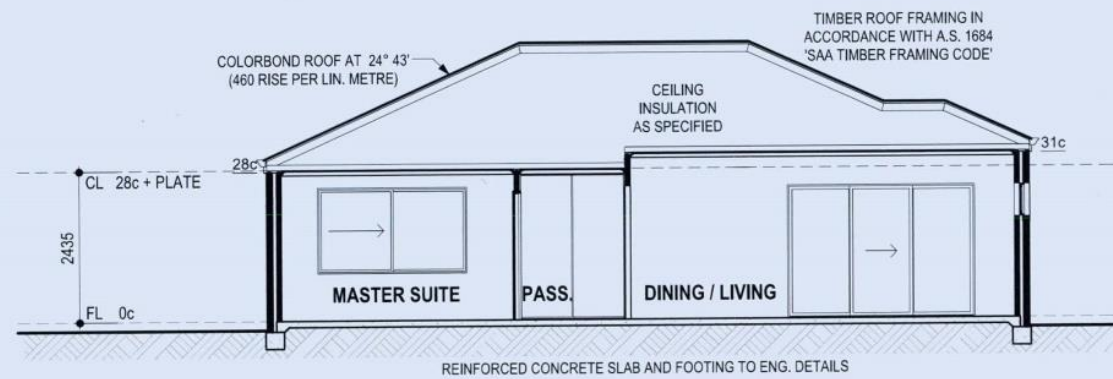 TIMBER ROOF FRAMING IN
ACCORDANCE WITH A.S. 1684
'SAA TIMBER FRAMING CODE'
COLORBOND ROOF AT 24° 43'
(460 RISE PER LIN. METRE)
CEILING
INSULATION
AS SPECIFIED
28c
31c
CL 28c + PLATE
2435
MASTER SUITE
PASS.
DINING / LIVING
FL 0c
REINFORCED CONCRETE SLAB AND FOOTING TO ENG. DETAILS